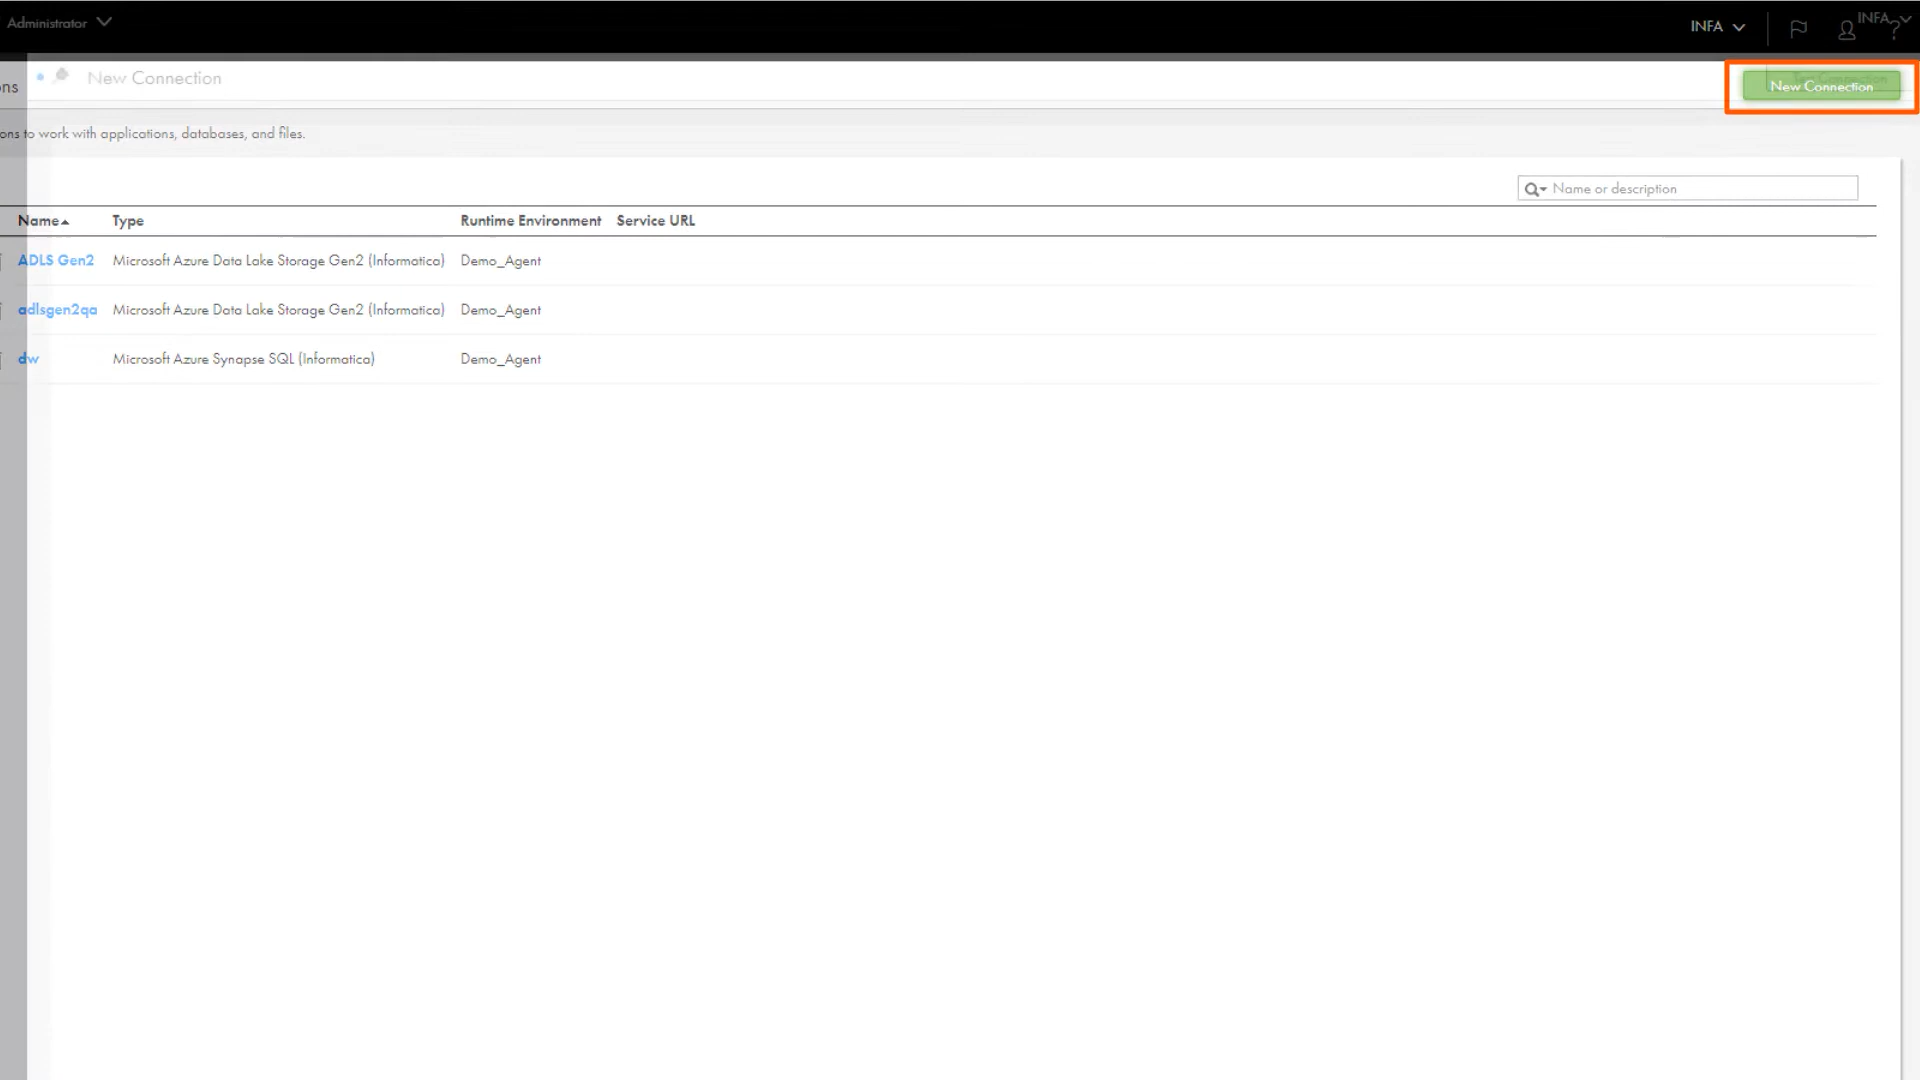 Administrator
INFA
INFA
New Connection
New Connection
ons
ons to work with applications, databases, and files.
Name or description
Name Type Runtime Environment Service URL
ADLS Gen2 Microsoft Azure Data Lake Storage Gen2 (Informatica) Demo_Agent
adlsgen2qa Microsoft Azure Data Lake Storage Gen2 (Informatica) Demo_Agent
dw Microsoft Azure Synapse SQL (Informatica) Demo_Agent